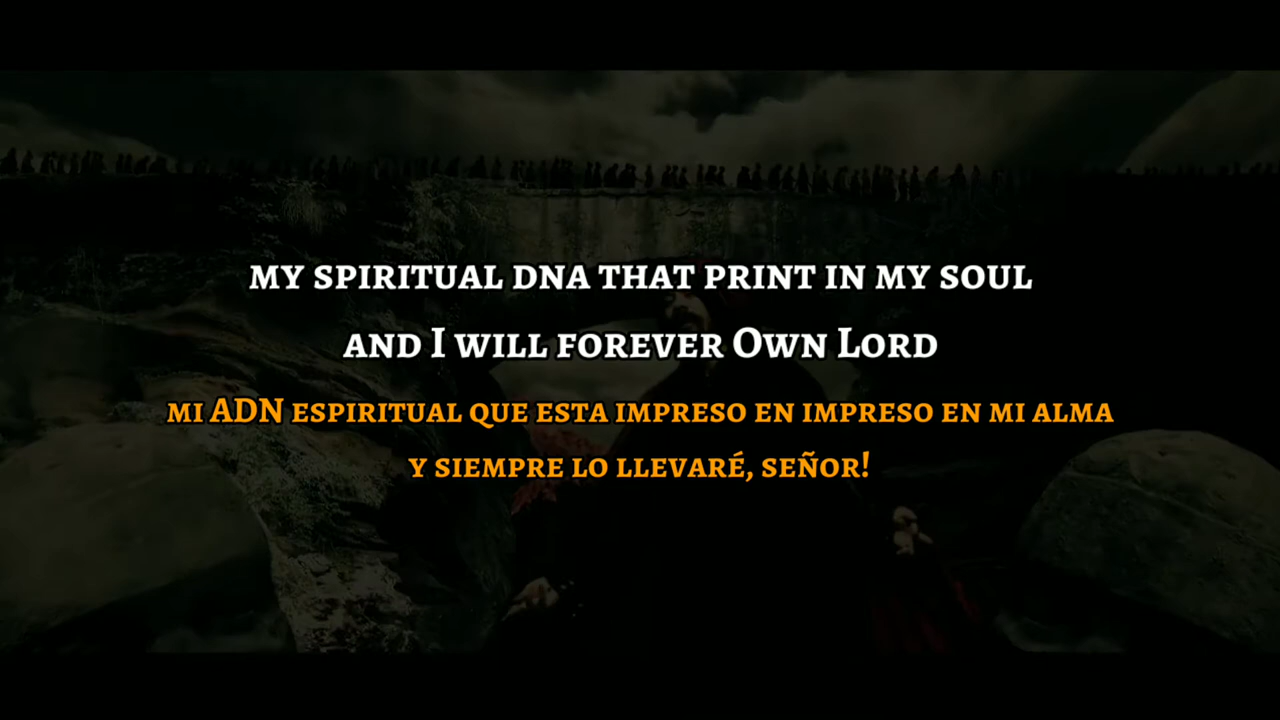 my spiritual dna that print in my soul
and I will forever Own Lord
mi ADN espiritual que esta impreso en impreso en mi alma
y siempre lo llevaré, señor!